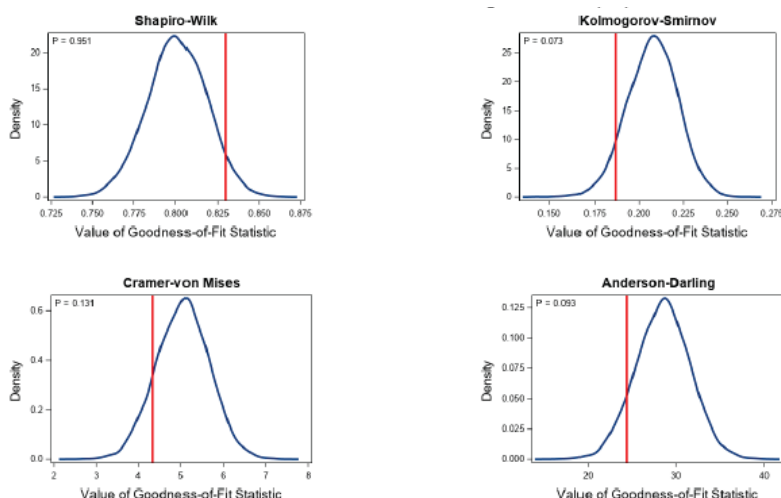 Shapiro-Wilk
P = 0.951
20
15
10
5
0
Density
0.725 0.750 0.775 0.800 0.825 0.850 0.875
Value of Goodness-of-Fit Statistic
Kolmogorov-Smirnov
P = 0.073
25
20
15
10
5
0
Density
0.150 0.175 0.200 0.225 0.250 0.275
Value of Goodness-of-Fit Statistic
Cramer-von Mises
P = 0.131
0.6
0.4
0.2
0.0
Density
2 3 4 5 6 7 8
Value of Goodness-of-Fit Statistic
Anderson-Darling
P = 0.093
0.125
0.100
0.075
0.050
0.025
0.000
Density
20 30 40
Value of Goodness-of-Fit Statistic